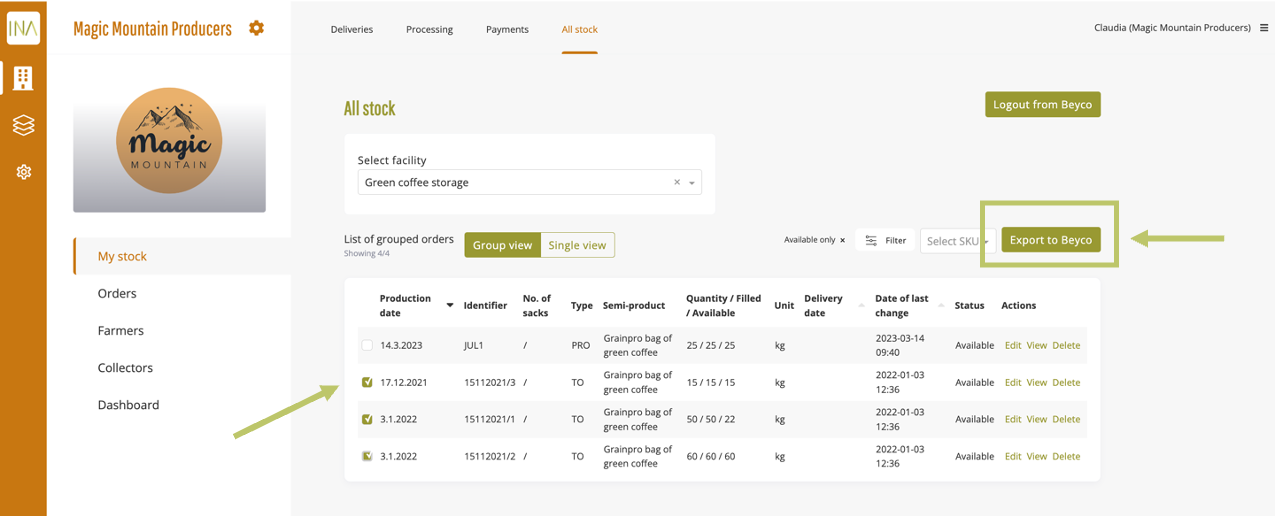 INA
Magic Mountain Producers
Deliveries Processing Payments All stock
Claudia (Magic Mountain Producers)
Magic
MOUNTAIN
My stock
Orders
Farmers
Collectors
Dashboard
All stock
Logout from Beyco
Select facility
Green coffee storage ×
List of grouped orders
Showing 4/4
Group view Single view
Available only × Filter Select SKU Export to Beyco
Production date Identifier No. of sacks Type Semi-product Quantity / Filled / Available Unit Delivery date Date of last change Status Actions
14.3.2023 JUL1 / PRO Grainpro bag of green coffee 25 / 25 / 25 kg 2023-03-14 09:40 Available Edit View Delete
17.12.2021 15112021/3 / TO Grainpro bag of green coffee 15 / 15 / 15 kg 2022-01-03 12:36 Available Edit View Delete
3.1.2022 15112021/1 / TO Grainpro bag of green coffee 50 / 50 / 22 kg 2022-01-03 12:36 Available Edit View Delete
3.1.2022 15112021/2 / TO Grainpro bag of green coffee 60 / 60 / 60 kg 2022-01-03 12:36 Available Edit View Delete